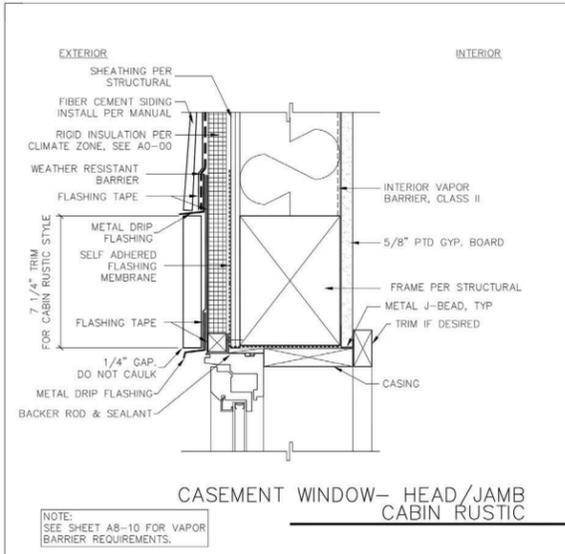 EXTERIOR
INTERIOR
SHEATHING PER
STRUCTURAL
FIBER CEMENT SIDING
INSTALL PER MANUAL
RIGID INSULATION PER
CLIMATE ZONE, SEE A0-00
WEATHER RESISTANT
BARRIER
FLASHING TAPE
METAL DRIP
FLASHING
SELF ADHERED
FLASHING
MEMBRANE
7 1/4" TRIM
FOR CABIN RUSTIC STYLE
FLASHING TAPE
1/4" GAP.
DO NOT CAULK
METAL DRIP FLASHING
BACKER ROD & SEALANT
INTERIOR VAPOR
BARRIER, CLASS II
5/8" PTD GYP. BOARD
FRAME PER STRUCTURAL
METAL J-BEAD, TYP
TRIM IF DESIRED
CASING
CASEMENT WINDOW- HEAD/JAMB
CABIN RUSTIC
NOTE:
SEE SHEET A8-10 FOR VAPOR
BARRIER REQUIREMENTS.